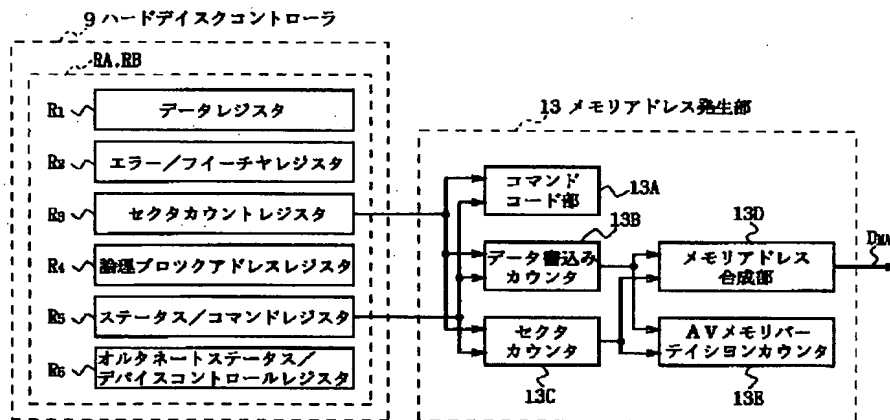 9 ハードデイスクコントローラ
RA,RB
R1 データレジスタ
R2 エラー／フイーチヤレジスタ
R3 セクタカウントレジスタ
R4 論理ブロックアドレスレジスタ
R5 ステータス／コマンドレジスタ
R6 オルタネートステータス／
デバイスコントロールレジスタ
13 メモリアドレス発生部
コマンド
コード部
13A
13B
データ書込み
カウンタ
セクタ
カウンタ
13C
13D
メモリアドレス
合成部
DMA
AVメモリパー
テイシヨンカウンタ
13E